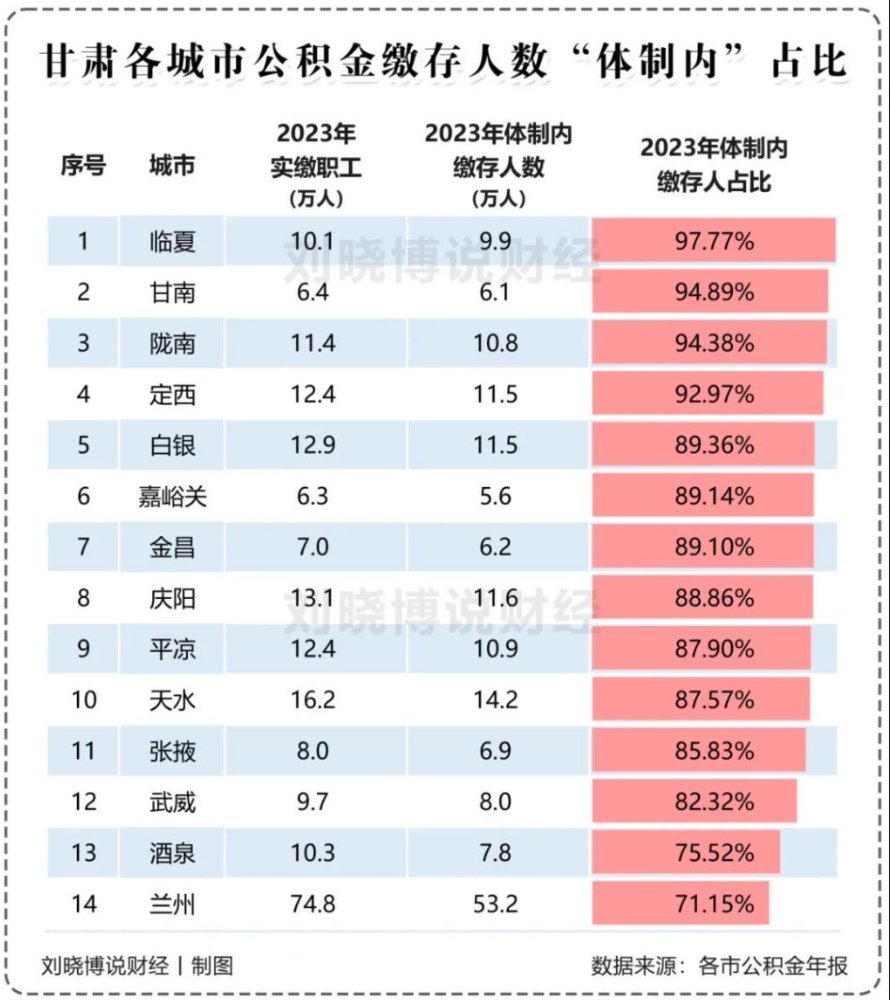 甘肃各城市公积金缴存人数“体制内”占比
序号 城市 2023年实缴职工(万人) 2023年体制内缴存人数(万人) 2023年体制内缴存人占比
1 临夏 10.1 9.9 97.77%
2 甘南 6.4 6.1 94.89%
3 陇南 11.4 10.8 94.38%
4 定西 12.4 11.5 92.97%
5 白银 12.9 11.5 89.36%
6 嘉峪关 6.3 5.6 89.14%
7 金昌 7.0 6.2 89.10%
8 庆阳 13.1 11.6 88.86%
9 平凉 12.4 10.9 87.90%
10 天水 16.2 14.2 87.57%
11 张掖 8.0 6.9 85.83%
12 武威 9.7 8.0 82.32%
13 酒泉 10.3 7.8 75.52%
14 兰州 74.8 53.2 71.15%
刘晓博说财经
刘晓博说财经
刘晓博说财经丨制图 数据来源：各市公积金年报